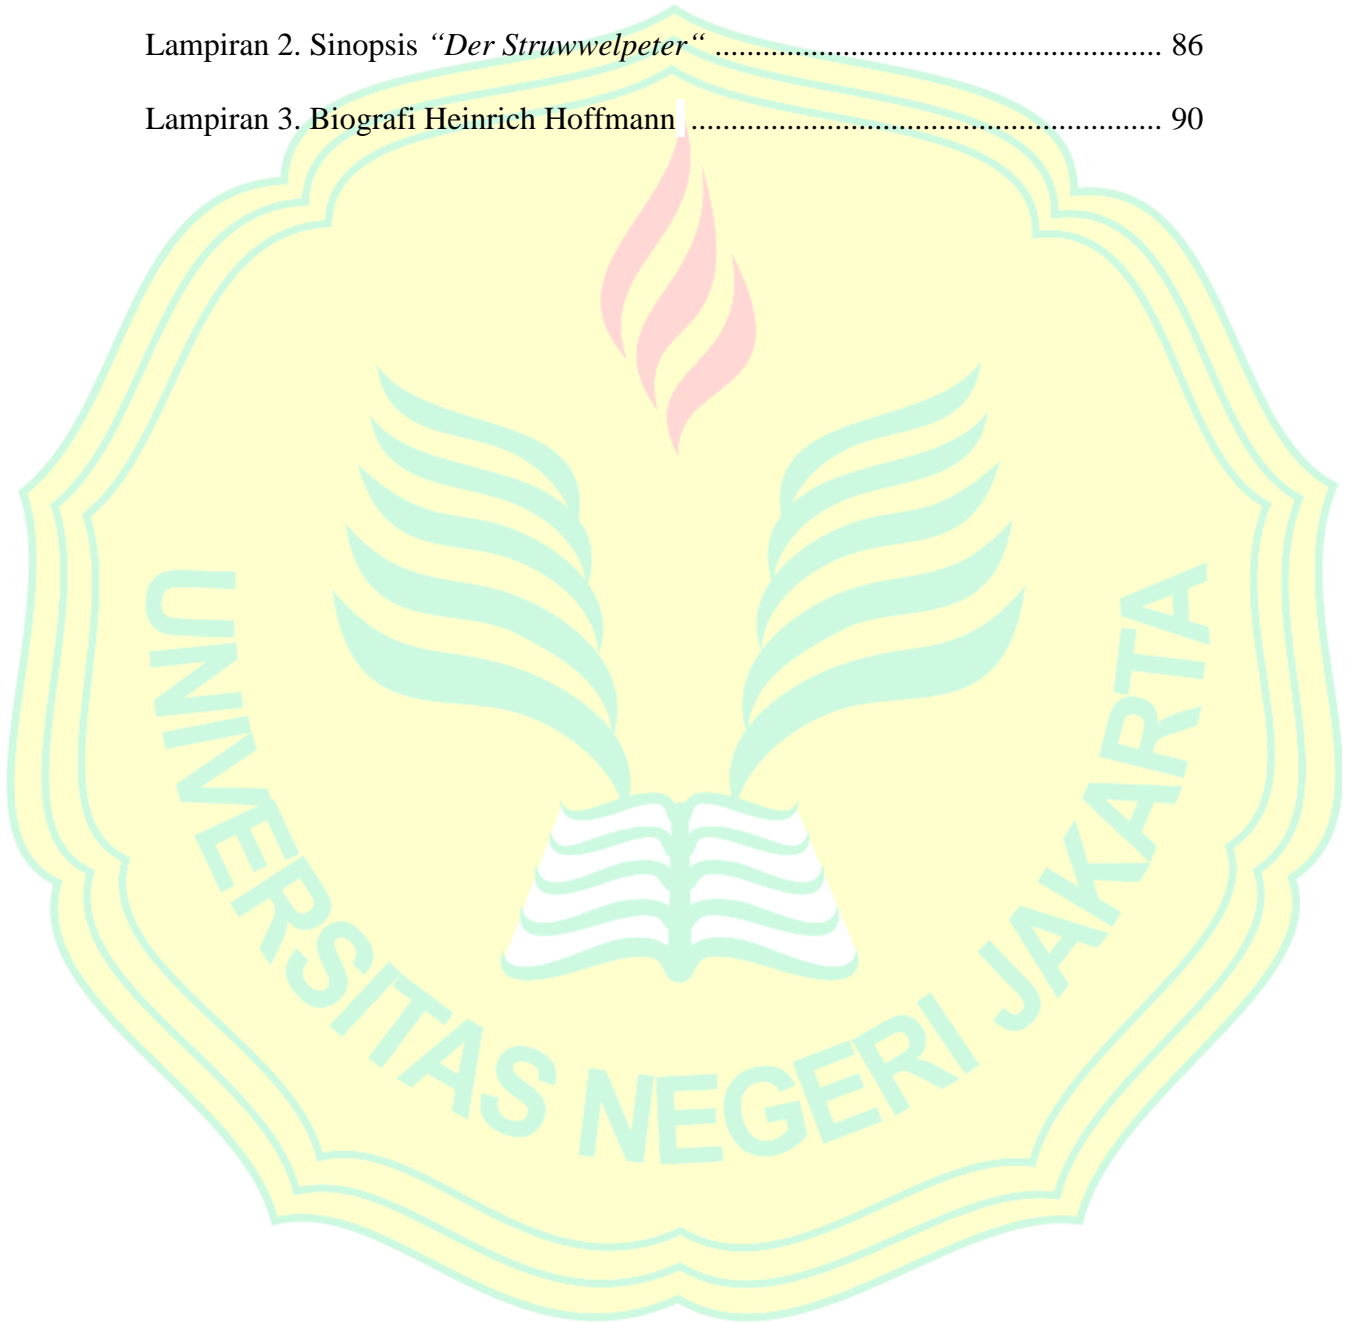 Lampiran 2. Sinopsis “Der Struwwelpeter“ ........................................................ 86
Lampiran 3. Biografi Heinrich Hoffmann ........................................................... 90
UNIVERSITAS NEGERI JAKARTA